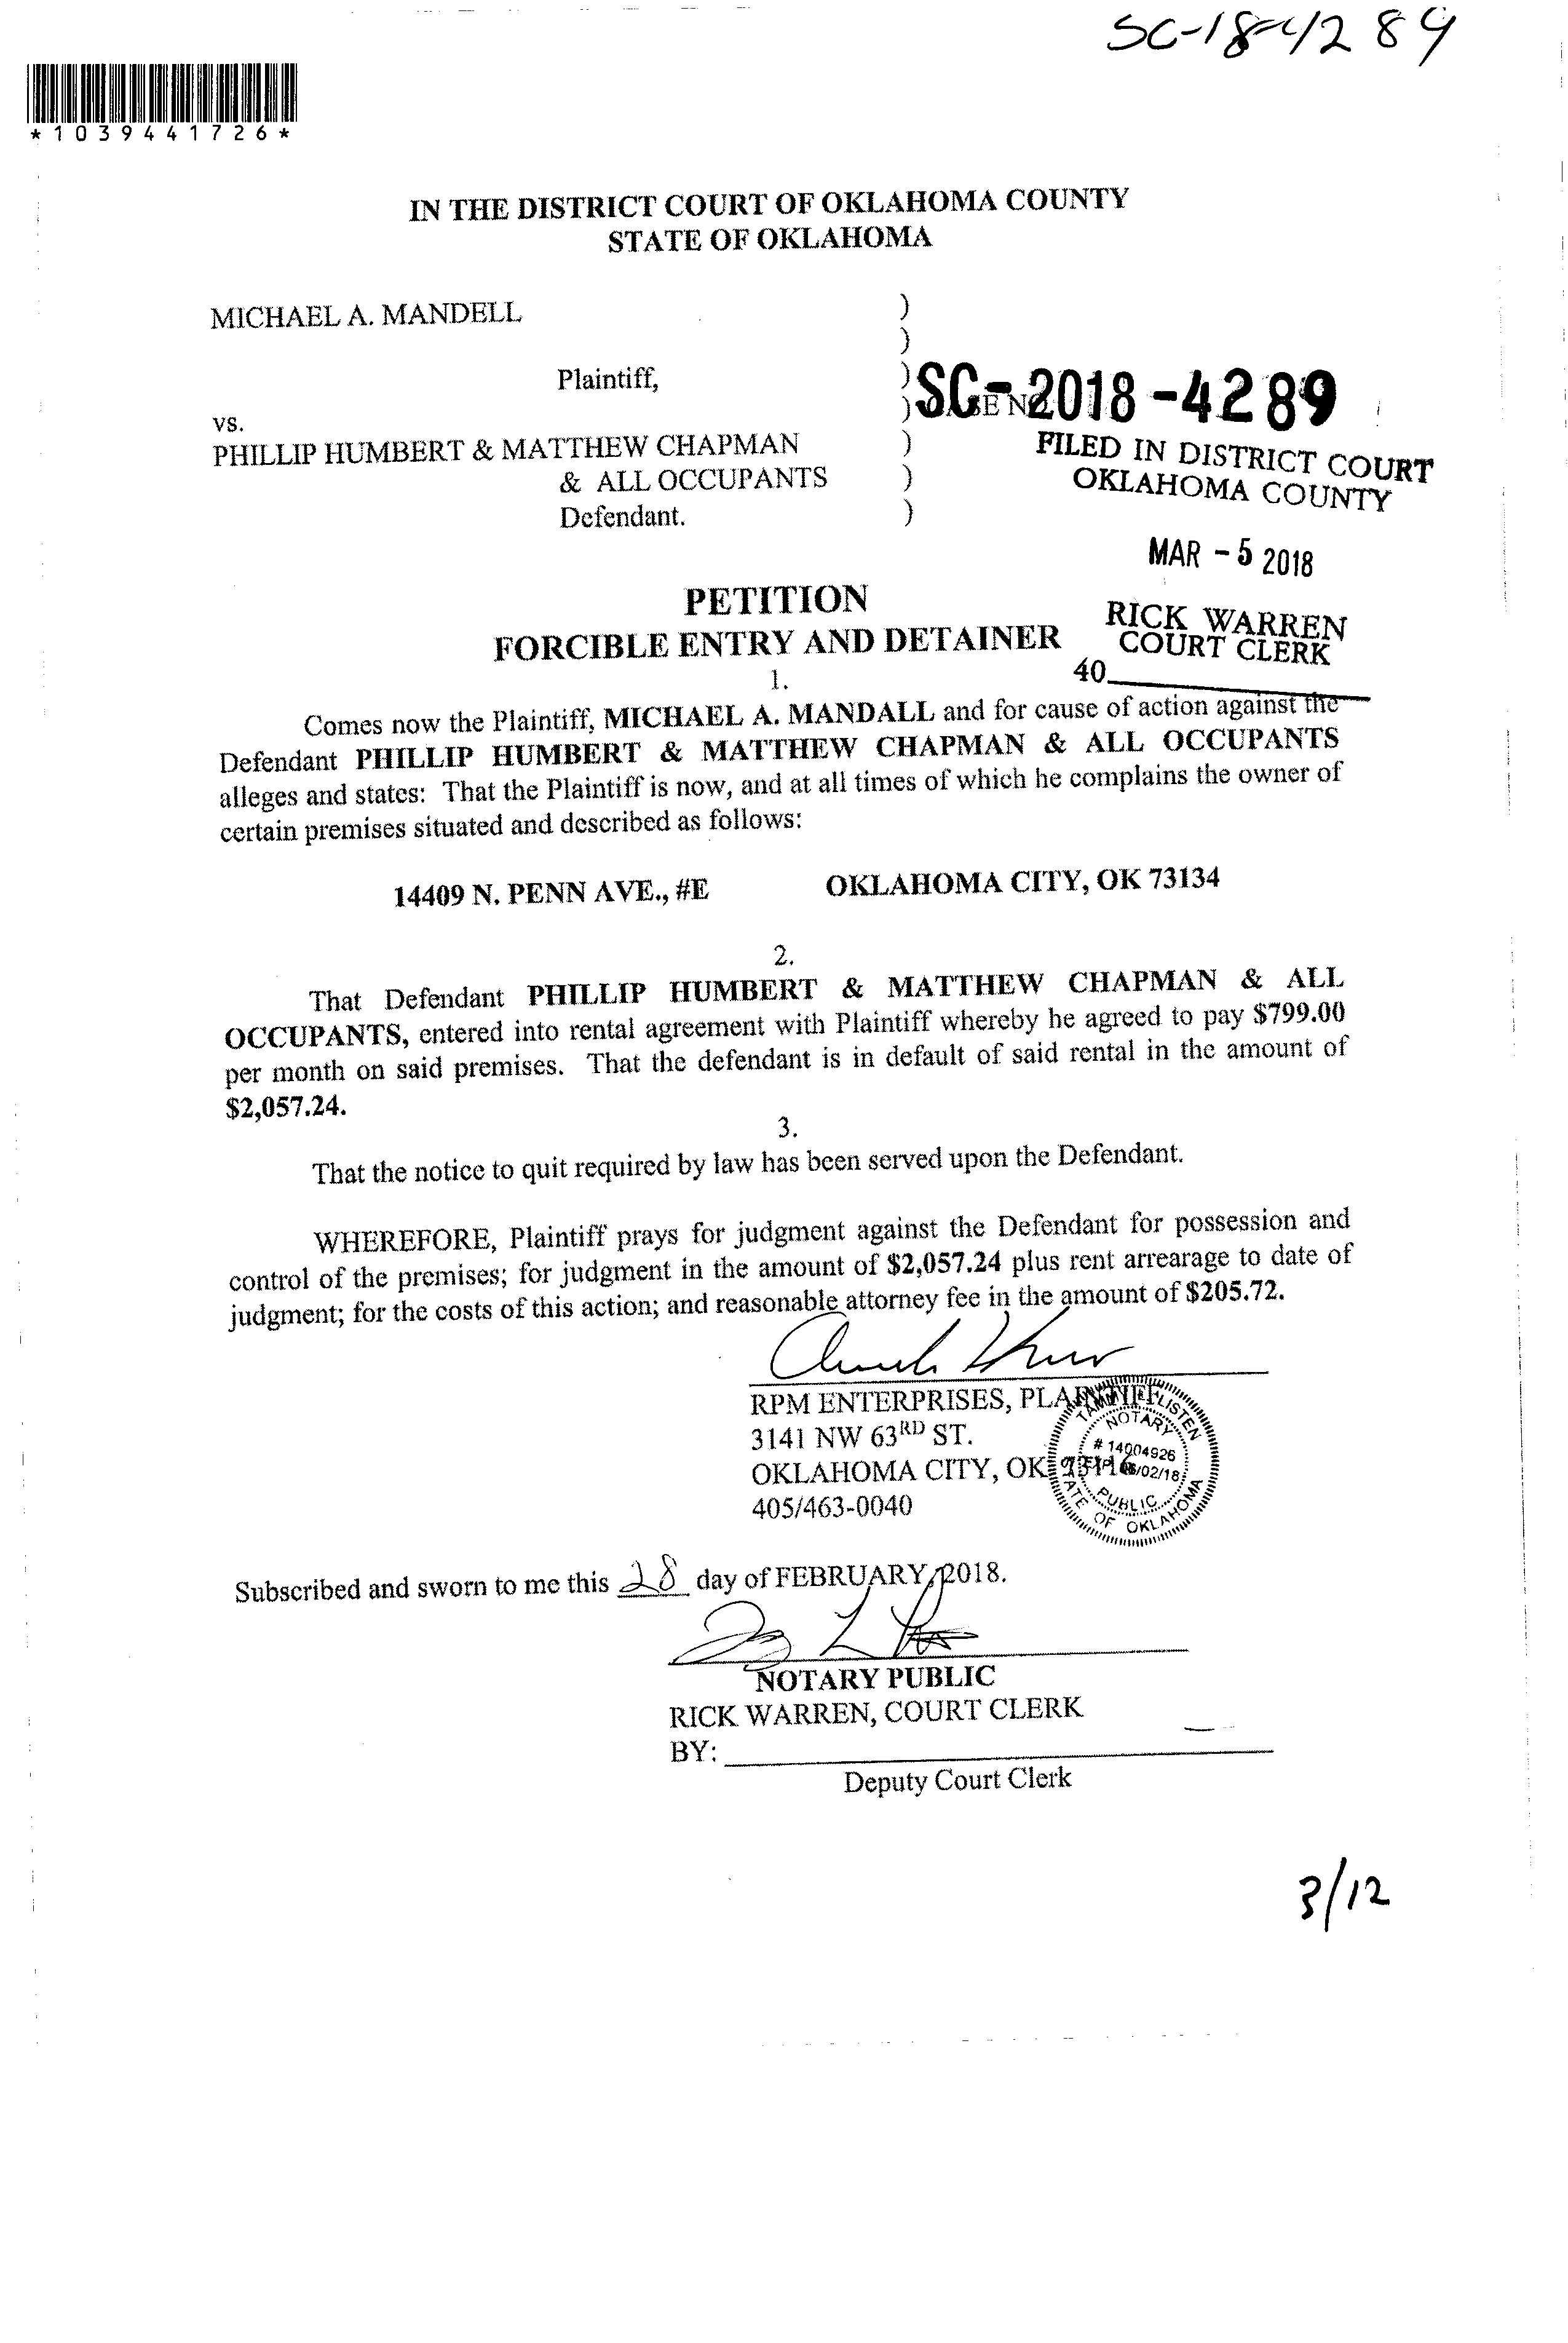 SC-18-4289
*1039441726*
IN THE DISTRICT COURT OF OKLAHOMA COUNTY
STATE OF OKLAHOMA
MICHAEL A. MANDELL )
)
Plaintiff, )
) SC-2018-4289
vs.
PHILLIP HUMBERT & MATTHEW CHAPMAN )
& ALL OCCUPANTS )
Defendant. )
FILED IN DISTRICT COURT
OKLAHOMA COUNTY
MAR - 5 2018
RICK WARREN
COURT CLERK
40
PETITION
FORCIBLE ENTRY AND DETAINER
1.
Comes now the Plaintiff, MICHAEL A. MANDALL and for cause of action against the
Defendant PHILLIP HUMBERT & MATTHEW CHAPMAN & ALL OCCUPANTS
alleges and states: That the Plaintiff is now, and at all times of which he complains the owner of
certain premises situated and described as follows:
14409 N. PENN AVE., #E OKLAHOMA CITY, OK 73134
2.
That Defendant PHILLIP HUMBERT & MATTHEW CHAPMAN & ALL
OCCUPANTS, entered into rental agreement with Plaintiff whereby he agreed to pay $799.00
per month on said premises. That the defendant is in default of said rental in the amount of
$2,057.24.
3.
That the notice to quit required by law has been served upon the Defendant.
WHEREFORE, Plaintiff prays for judgment against the Defendant for possession and
control of the premises; for judgment in the amount of $2,057.24 plus rent arrearage to date of
judgment; for the costs of this action; and reasonable attorney fee in the amount of $205.72.
RPM ENTERPRISES, PLAINTIFF
3141 NW 63RD ST.
OKLAHOMA CITY, OK 73116
405/463-0040
NOTARY
# 14004926
PUBLIC
STATE OF OKLAHOMA
Subscribed and sworn to me this 28 day of FEBRUARY, 2018.
NOTARY PUBLIC
RICK WARREN, COURT CLERK
BY:
Deputy Court Clerk
3/12